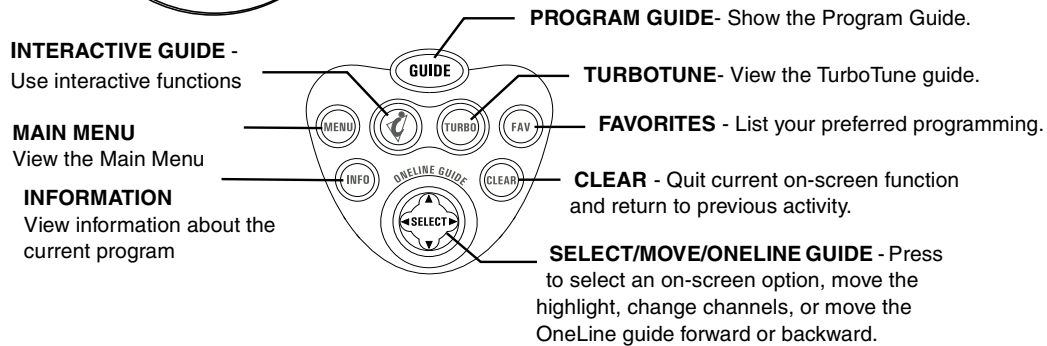 PROGRAM GUIDE- Show the Program Guide.
INTERACTIVE GUIDE -
Use interactive functions
GUIDE
TURBOTUNE- View the TurboTune guide.
MENU
i
TURBO
FAV
FAVORITES - List your preferred programming.
MAIN MENU
View the Main Menu
INFO
ONELINE GUIDE
CLEAR
CLEAR - Quit current on-screen function
and return to previous activity.
INFORMATION
View information about the
current program
SELECT
SELECT/MOVE/ONELINE GUIDE - Press
to select an on-screen option, move the
highlight, change channels, or move the
OneLine guide forward or backward.